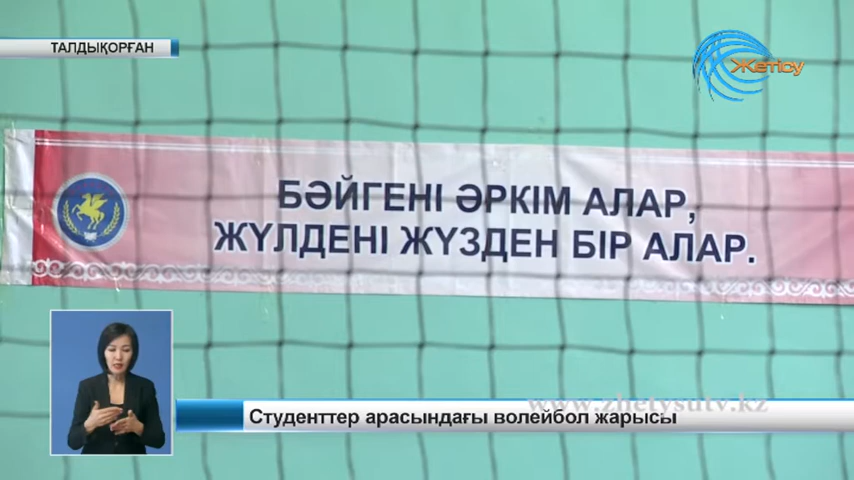 ТАЛДЫҚОРҒАН
Жетісу
БӘЙГЕНІ ӘРКІМ АЛАР,
ЖҮЛДЕНІ ЖҮЗДЕН БІР АЛАР.
www.zhetysutv.kz
Студенттер арасындағы волейбол жарысы